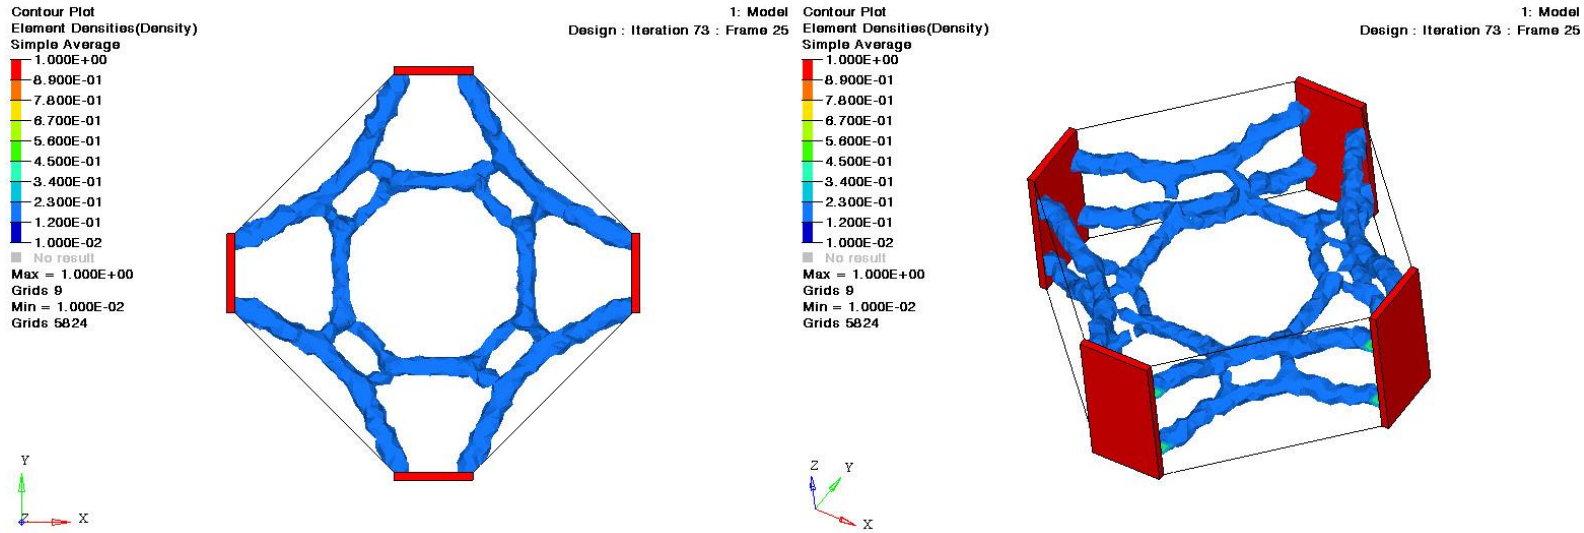 Contour Plot
Element Densities(Density)
Simple Average
1.000E+00
8.900E-01
7.800E-01
6.700E-01
5.600E-01
4.500E-01
3.400E-01
2.300E-01
1.200E-01
1.000E-02
No result
Max = 1.000E+00
Grids 9
Min = 1.000E-02
Grids 5824
1: Model
Design : Iteration 73 : Frame 25
Y
Z
X
Contour Plot
Element Densities(Density)
Simple Average
1.000E+00
8.900E-01
7.800E-01
6.700E-01
5.600E-01
4.500E-01
3.400E-01
2.300E-01
1.200E-01
1.000E-02
No result
Max = 1.000E+00
Grids 9
Min = 1.000E-02
Grids 5824
1: Model
Design : Iteration 73 : Frame 25
Z
Y
X